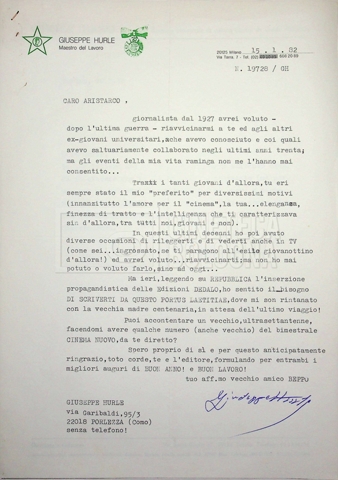 GIUSEPPE HURLE
Maestro del Lavoro
20125 Milano, 15.1.82
N. 19728 / GH
CARO ARISTARCO,
giornalista dal 1927 avrei voluto -
dopo l'ultima guerra - riavvicinarmi a te ed agli altri
ex-giovani universitari, che avevo conosciuto e coi quali
avevo saltuariamente collaborato negli ultimi anni trenta;
ma gli eventi della mia vita raminga non me l'hanno mai
consentito...
Tra i tanti giovani d'allora, tu eri
sempre stato il mio "preferito" per diversissimi motivi
(innanzitutto l'amore per il "cinema", la tua...eleganza,
finezza di tratto e l'intelligenza che ti caratterizzava
sin d'allora, tra tutti noi, giovani e non).
In questi ultimi decenni ho poi avuto
diverse occasioni di rileggerti e di vederti anche in TV
(come sei...ingrossato, se ti paragono all'esile giovanottino
d'allora!) ed avrei voluto...riavvicinarti, ma non ho mai
potuto o voluto farlo, sino ad oggi...
Ma ieri, leggendo su REPUBBLICA l'inserzione
propagandistica delle Edizioni DEDALO, ho sentito il bisogno
di SCRIVERTI DA QUESTO PORTUS LAETITIAE, dove mi son rintanato
con la vecchia madre centenaria, in attesa dell'ultimo viaggio!
Puoi accontentare un vecchio, ultrasettantenne,
facendomi avere qualche numero (anche vecchio) del bimestrale
CINEMA NUOVO, da te diretto?
Spero proprio di sì e per questo anticipatamente
ringrazio, toto corde, te e l'editore, formulando per entrambi i
migliori auguri di BUON ANNO! e BUON LAVORO!
tuo aff.mo vecchio amico BEPPO
GIUSEPPE HURLE
via Garibaldi, 95/3
22018 PORLEZZA (Como)
senza telefono!
Giuseppe Hurle